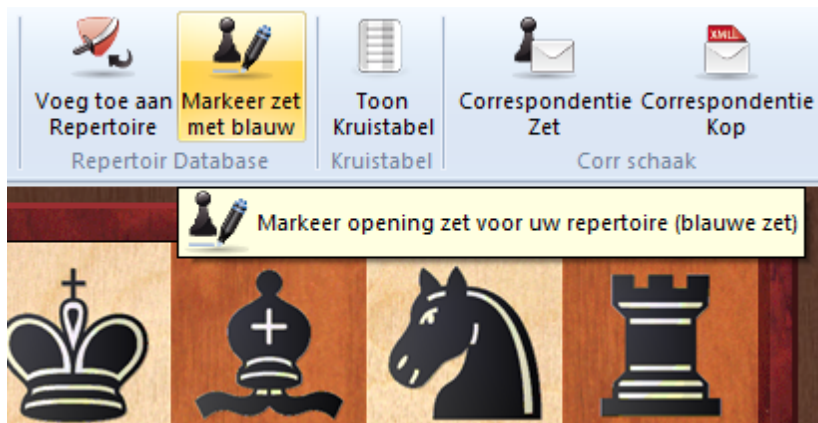 XML
Voeg toe aan Repertoire
Markeer zet met blauw
Toon Kruistabel
Correspondentie Zet
Correspondentie Kop
Repertoir Database
Kruistabel
Corr schaak
Markeer opening zet voor uw repertoire (blauwe zet)